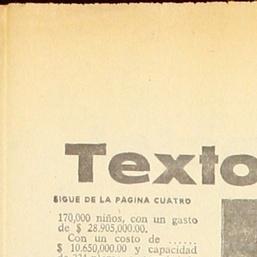 Texto
SIGUE DE LA PAGINA CUATRO
170,000 niños, con un gasto
de $ 28.905,000.00.
Con un costo de ......
$ 10.650,000.00 y capacidad